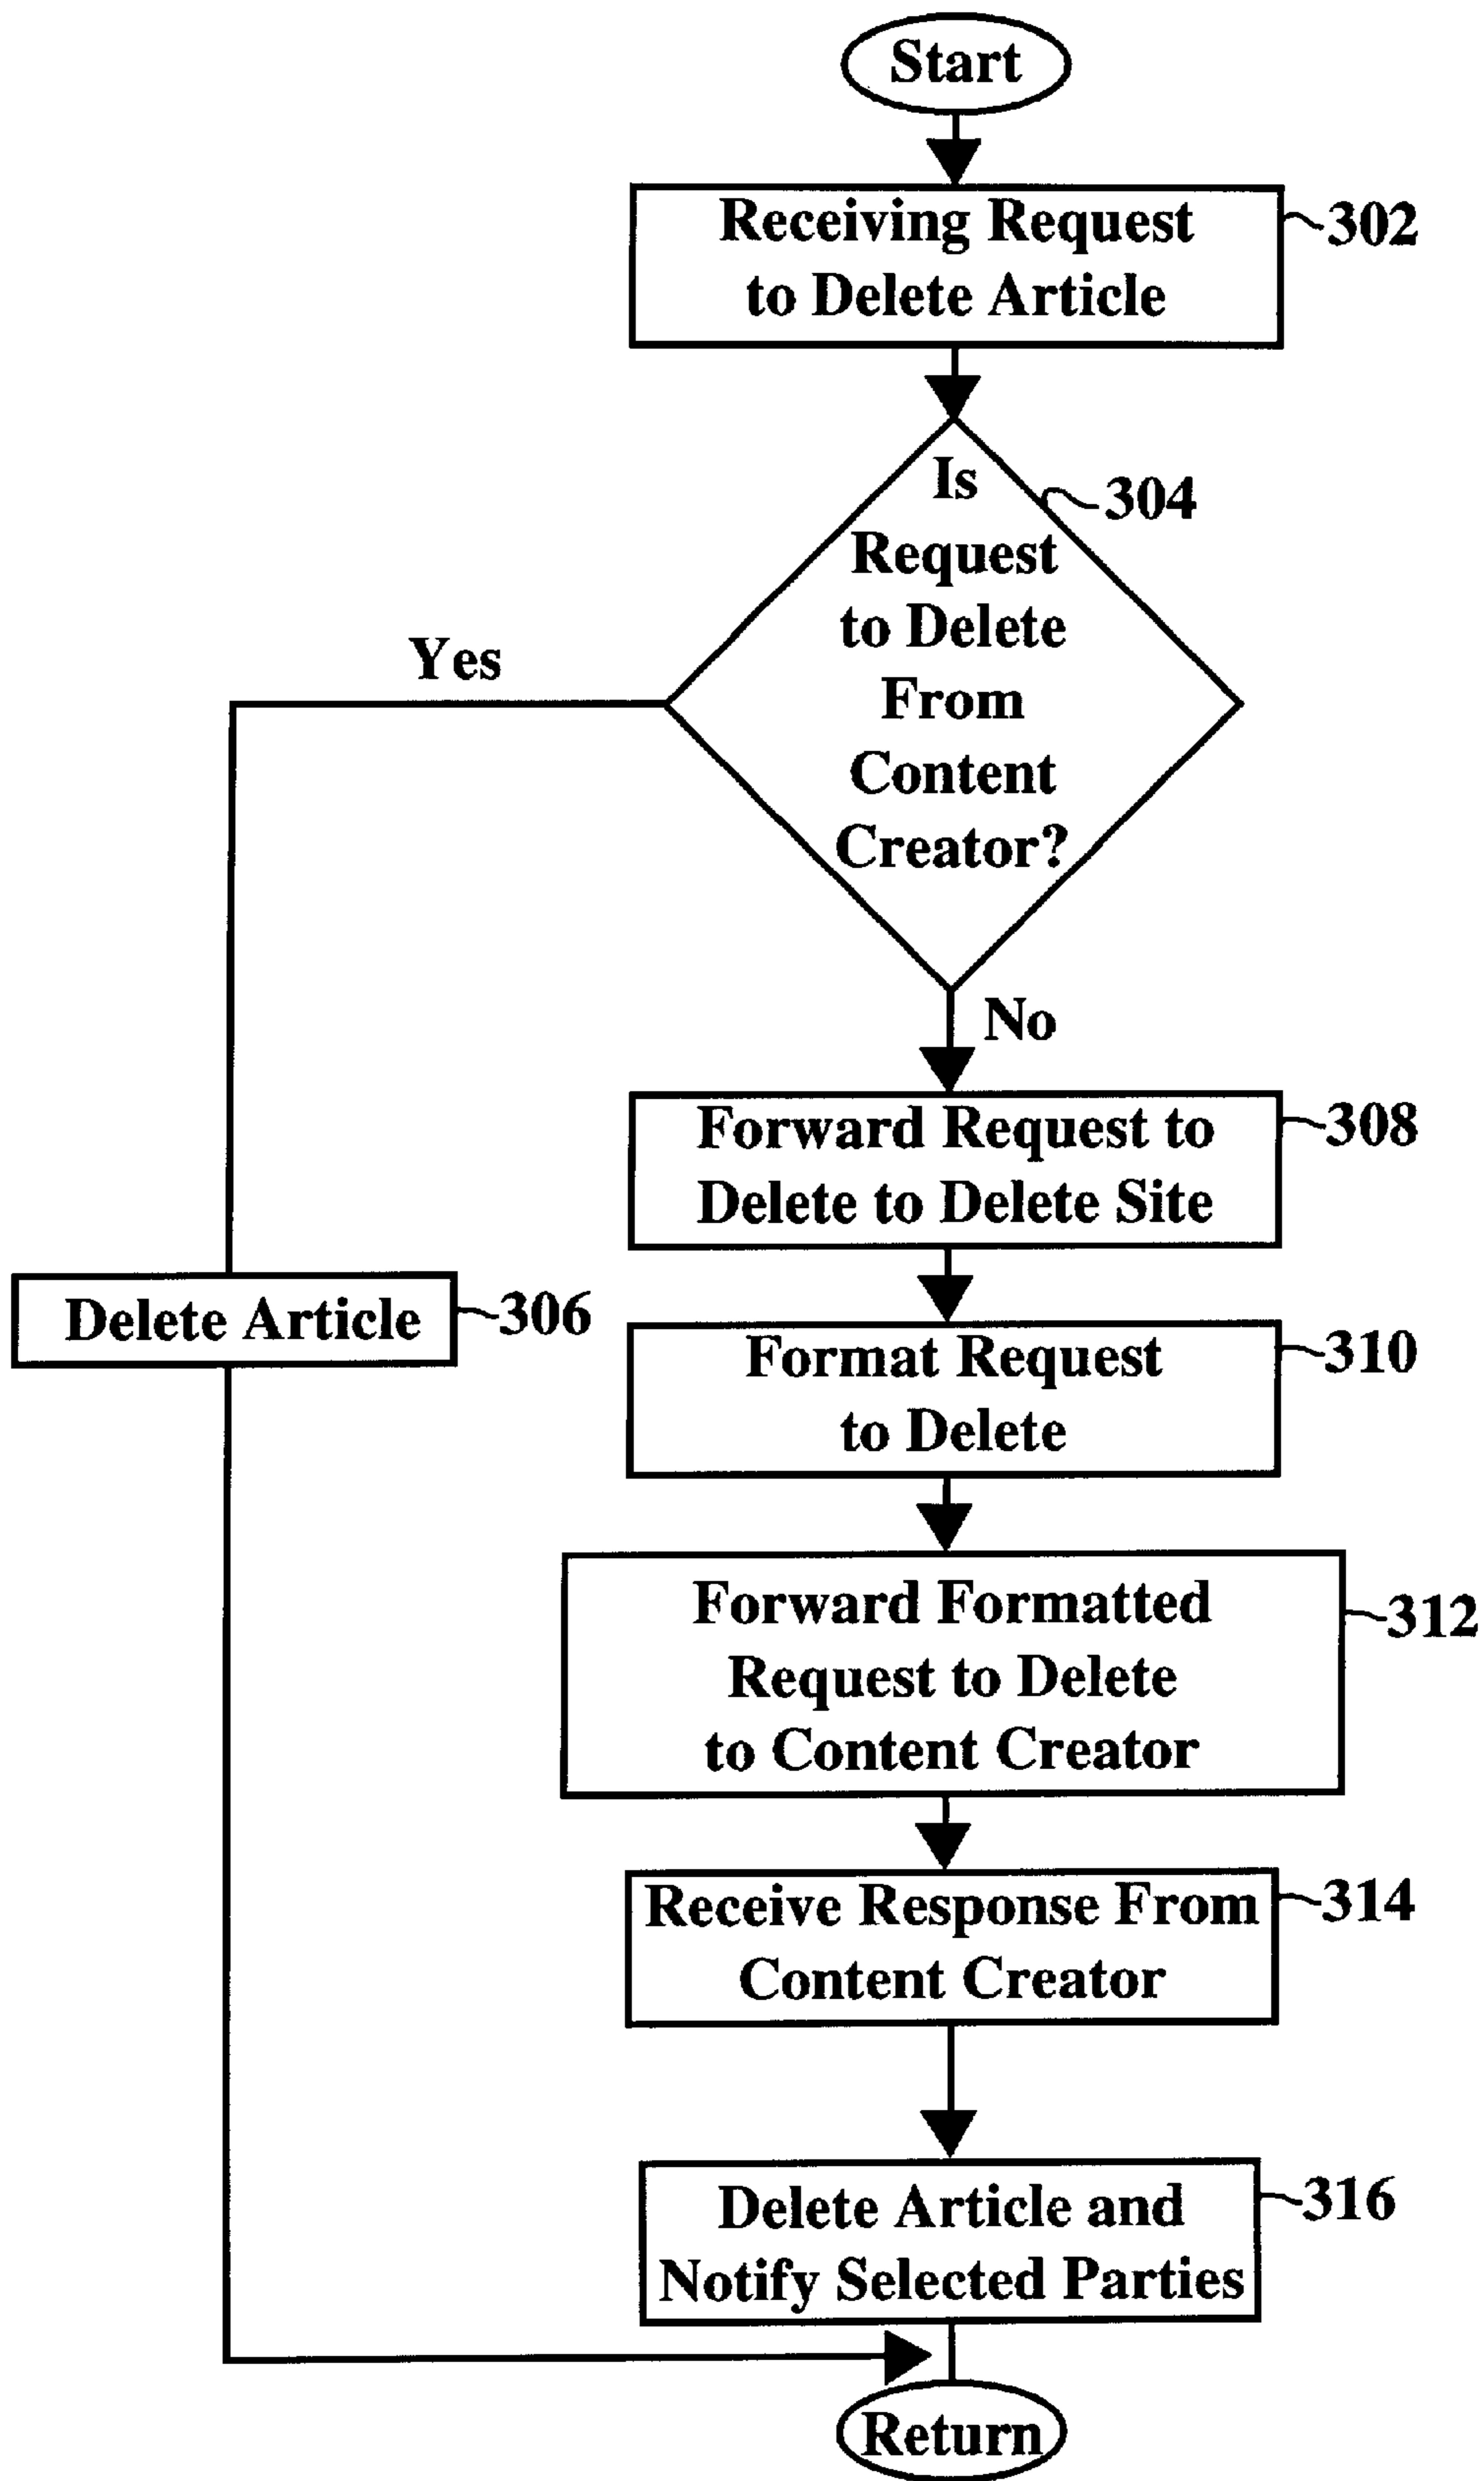 Start
Receiving Request
to Delete Article
302
Is
Request
to Delete
From
Content
Creator?
304
Yes
No
Forward Request to
Delete to Delete Site
308
Delete Article
306
Format Request
to Delete
310
Forward Formatted
Request to Delete
to Content Creator
312
Receive Response From
Content Creator
314
Delete Article and
Notify Selected Parties
316
Return